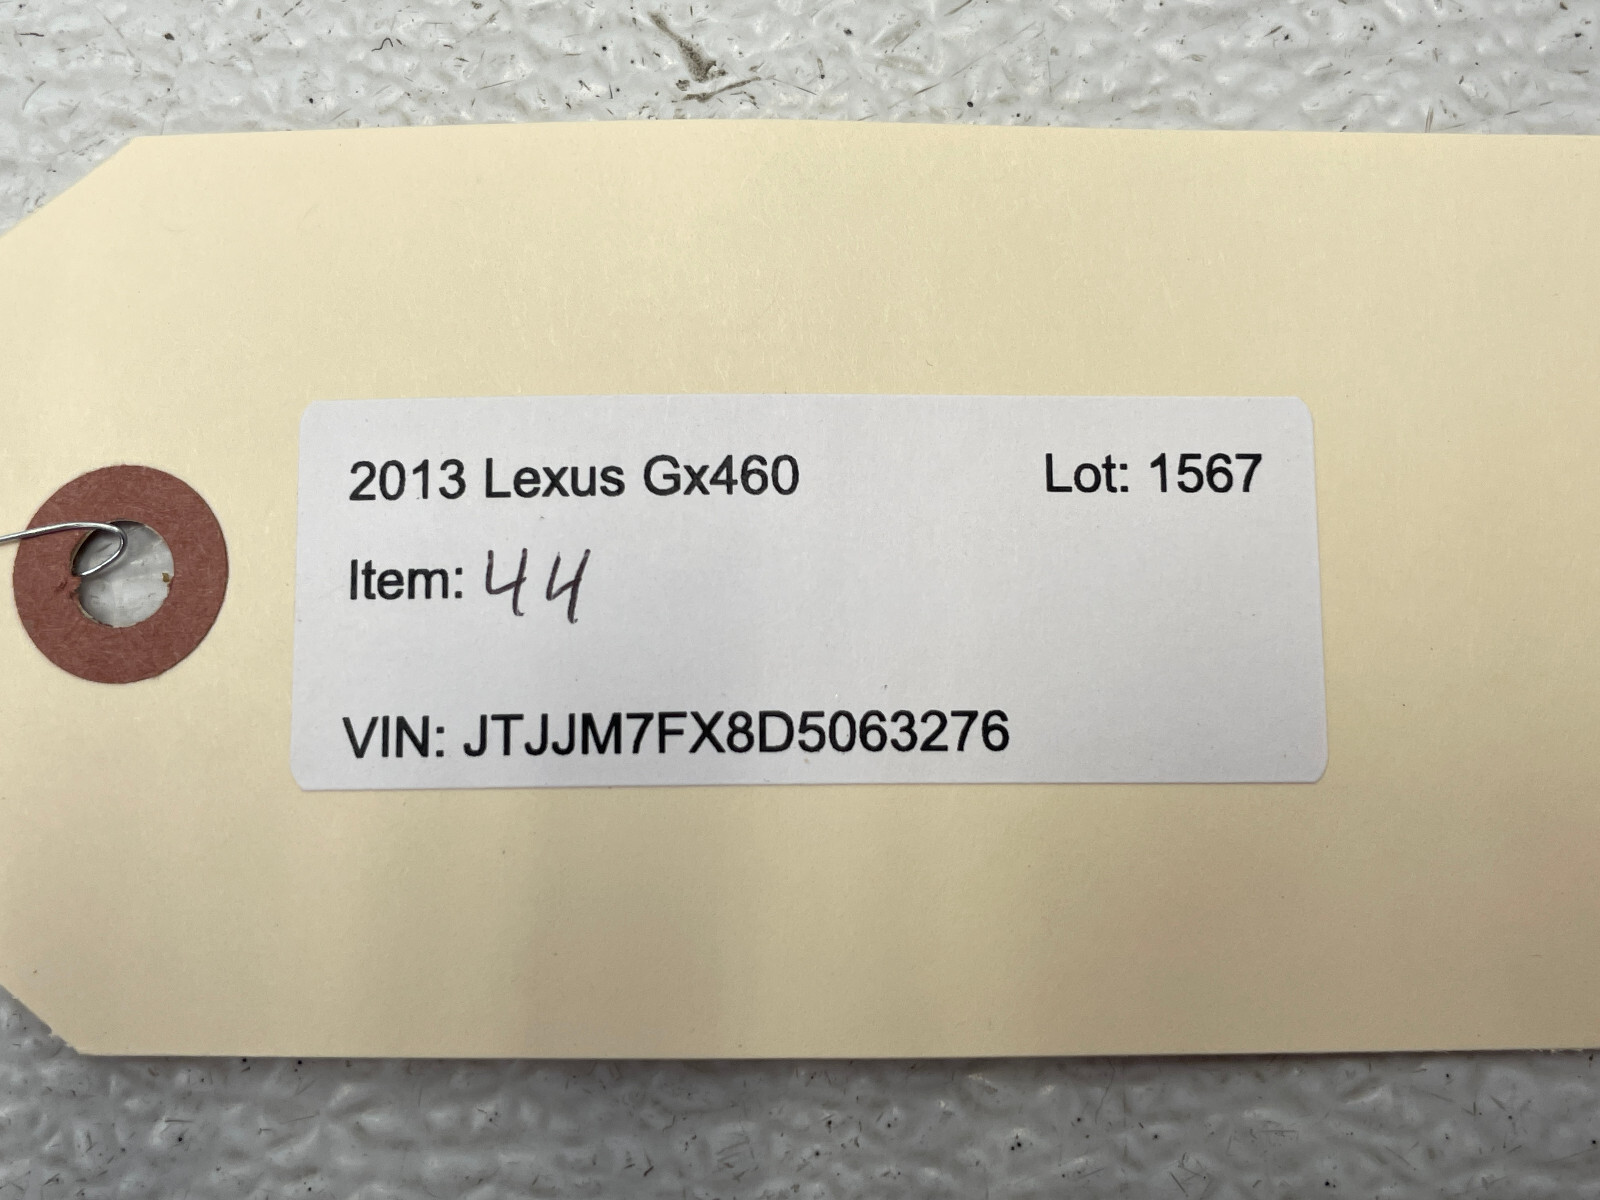 2013 Lexus Gx460 Lot: 1567
Item: 44
VIN: JTJJM7FX8D5063276